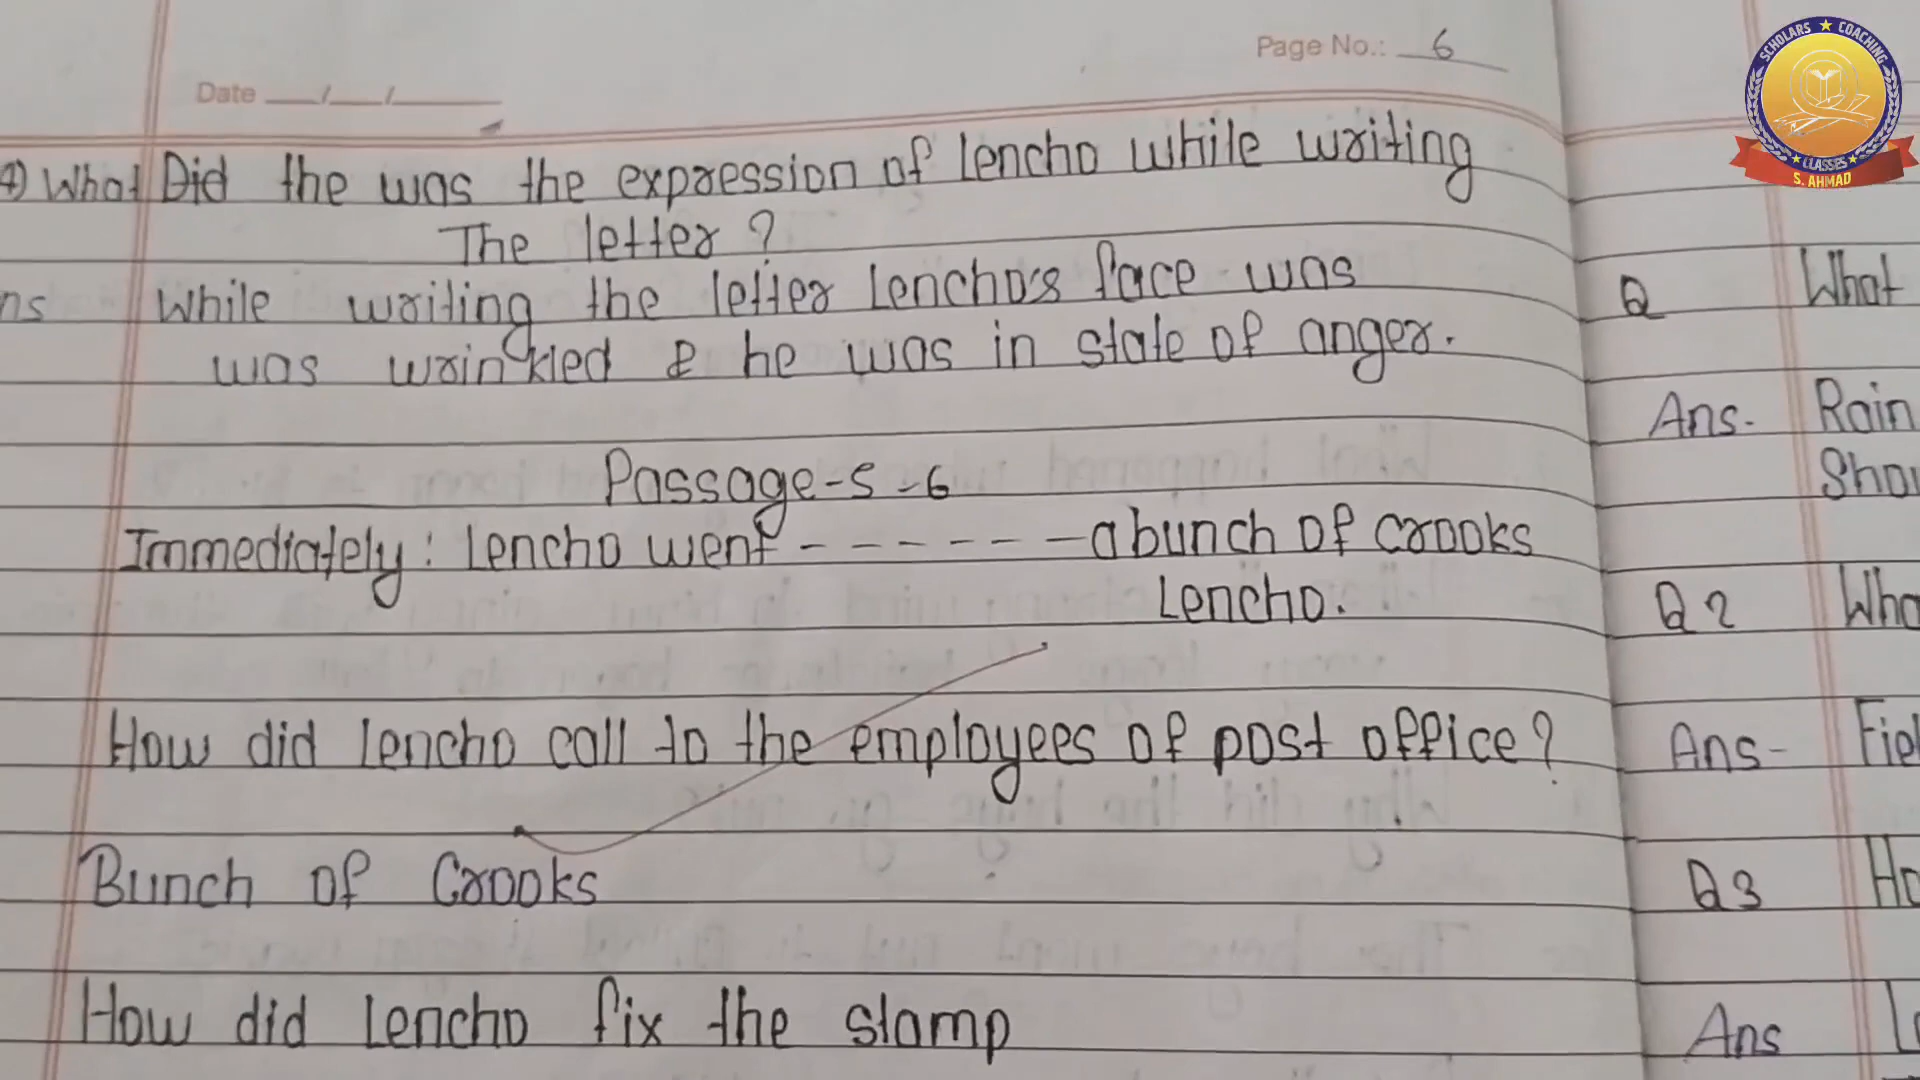 Page No.: 6
Date __/__/____
4) What Did the was the expression of Lencho while writing
The letter ?
ns While writing the letter Lencho's face was
was wrinkled & he was in state of anger.
Passage-5-6
Immediately: Lencho went - - - - - - a bunch of crooks
Lencho.
How did Lencho call to the employees of post office?
Bunch of Crooks
How did Lencho fix the stamp
Q What
Ans- Rain
Q2
Ans-
Q3
Ans
SCHOLARS ★ COACHING
★ CLASSES ★
S. AHMAD